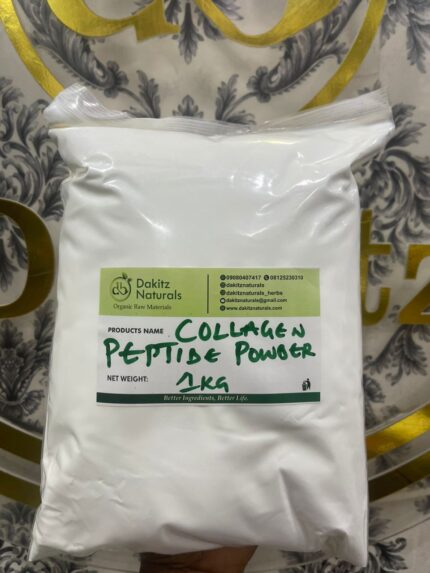 Dakitz
Naturals
Organic Raw Materials
09080407417 08125230310
dakitznaturals
dakitznaturals_herbs
dakitznaturals@gmail.com
www.dakitznaturals.com
PRODUCTS NAME COLLAGEN
PEPTIDE POWDER
NET WEIGHT: 1KG
Better Ingredients, Better Life.